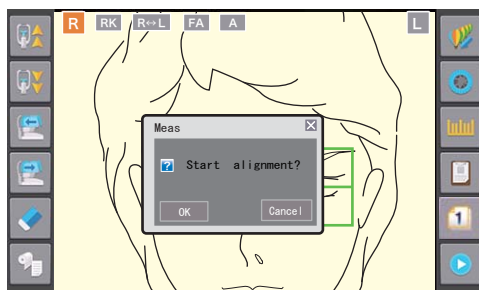 R RK R↔L FA A L
Meas
Start alignment?
OK Cancel
1